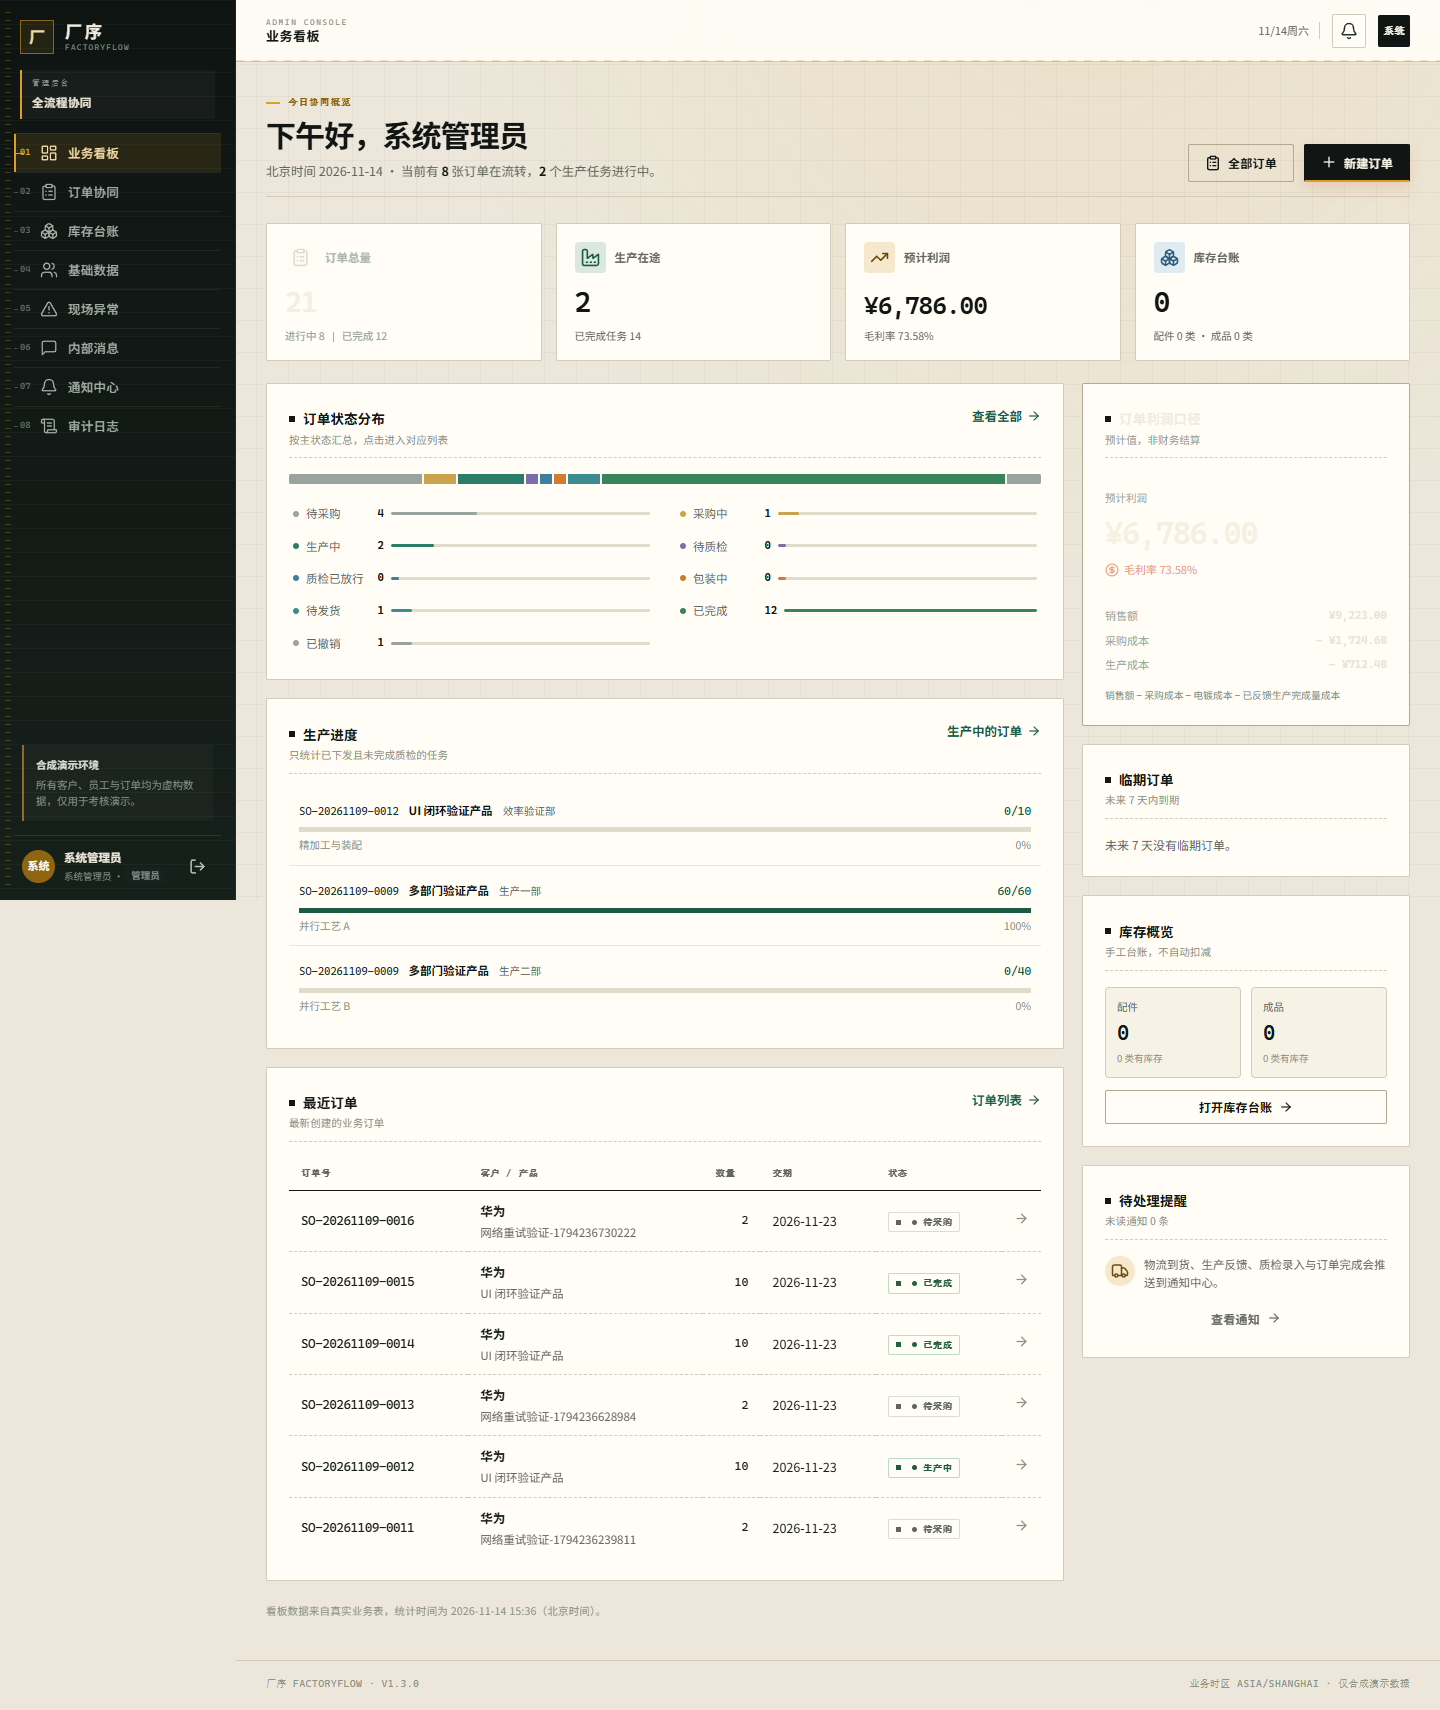 厂 厂序
FACTORYFLOW
管理后台
全流程协同
01 业务看板
02 订单协同
03 库存台账
04 基础数据
05 现场异常
06 内部消息
07 通知中心
08 审计日志
合成演示环境
所有客户、员工与订单均为虚构数
据，仅用于考核演示。
系统 系统管理员
系统管理员 · 管理员
ADMIN CONSOLE
业务看板
11/14周六
系统
今日协同概览
下午好，系统管理员
北京时间 2026-11-14 · 当前有 8 张订单在流转，2 个生产任务进行中。
全部订单
新建订单
订单总量
21
进行中 8 | 已完成 12
生产在途
2
已完成任务 14
预计利润
¥6,786.00
毛利率 73.58%
库存台账
0
配件 0 类 · 成品 0 类
订单状态分布
查看全部
按主状态汇总，点击进入对应列表
待采购 4
采购中 1
生产中 2
待质检 0
质检已放行 0
包装中 0
待发货 1
已完成 12
已撤销 1
订单利润口径
预计值，非财务结算
预计利润
¥6,786.00
毛利率 73.58%
销售额 ¥9,223.00
采购成本 − ¥1,724.60
生产成本 − ¥712.40
销售额 − 采购成本 − 电镀成本 − 已反馈生产完成量成本
生产进度
生产中的订单
只统计已下发且未完成质检的任务
SO-20261109-0012 UI 闭环验证产品 效率验证部 0/10
精加工与装配 0%
SO-20261109-0009 多部门验证产品 生产一部 60/60
并行工艺 A 100%
SO-20261109-0009 多部门验证产品 生产二部 0/40
并行工艺 B 0%
临期订单
未来 7 天内到期
未来 7 天没有临期订单。
库存概览
手工台账，不自动扣减
配件
0
0 类有库存
成品
0
0 类有库存
打开库存台账
待处理提醒
未读通知 0 条
物流到货、生产反馈、质检录入与订单完成会推
送到通知中心。
查看通知
最近订单
订单列表
最新创建的业务订单
订单号 客户 / 产品 数量 交期 状态
SO-20261109-0016 华为 2 2026-11-23 待采购
网络重试验证-1794236730222
SO-20261109-0015 华为 10 2026-11-23 已完成
UI 闭环验证产品
SO-20261109-0014 华为 10 2026-11-23 已完成
UI 闭环验证产品
SO-20261109-0013 华为 2 2026-11-23 待采购
网络重试验证-1794236628984
SO-20261109-0012 华为 10 2026-11-23 生产中
UI 闭环验证产品
SO-20261109-0011 华为 2 2026-11-23 待采购
网络重试验证-1794236239811
看板数据来自真实业务表，统计时间为 2026-11-14 15:36（北京时间）。
厂序 FACTORYFLOW · V1.3.0
业务时区 ASIA/SHANGHAI · 仅合成演示数据